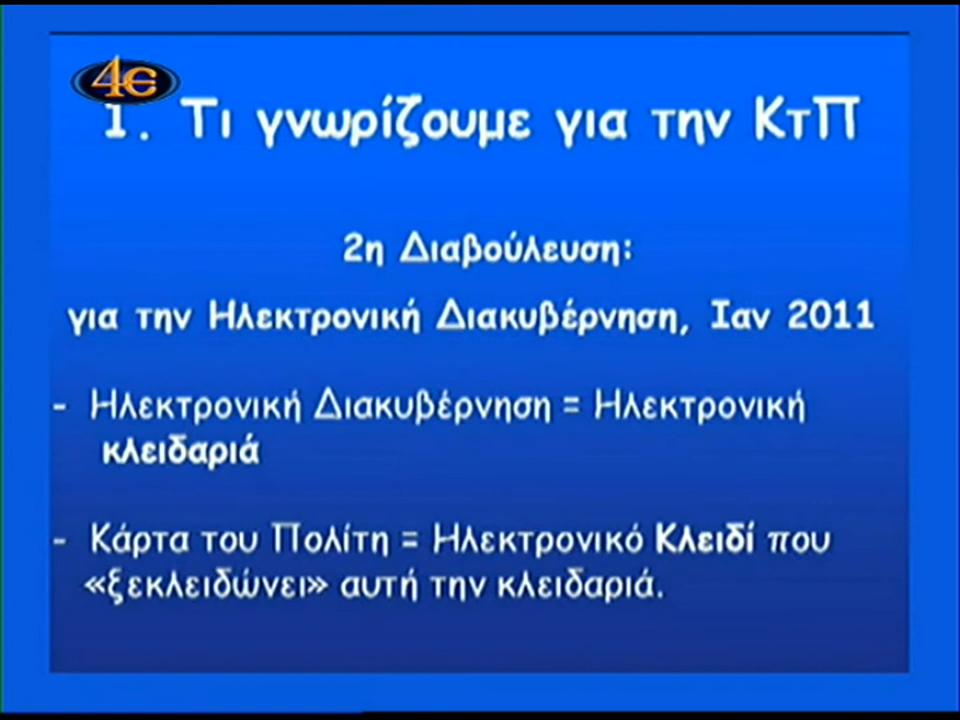 4e
1. Τι γνωρίζουμε για την ΚτΠ
2η Διαβούλευση:
για την Ηλεκτρονική Διακυβέρνηση, Ιαν 2011
- Ηλεκτρονική Διακυβέρνηση = Ηλεκτρονική
κλειδαριά
- Κάρτα του Πολίτη = Ηλεκτρονικό Κλειδί που
«ξεκλειδώνει» αυτή την κλειδαριά.